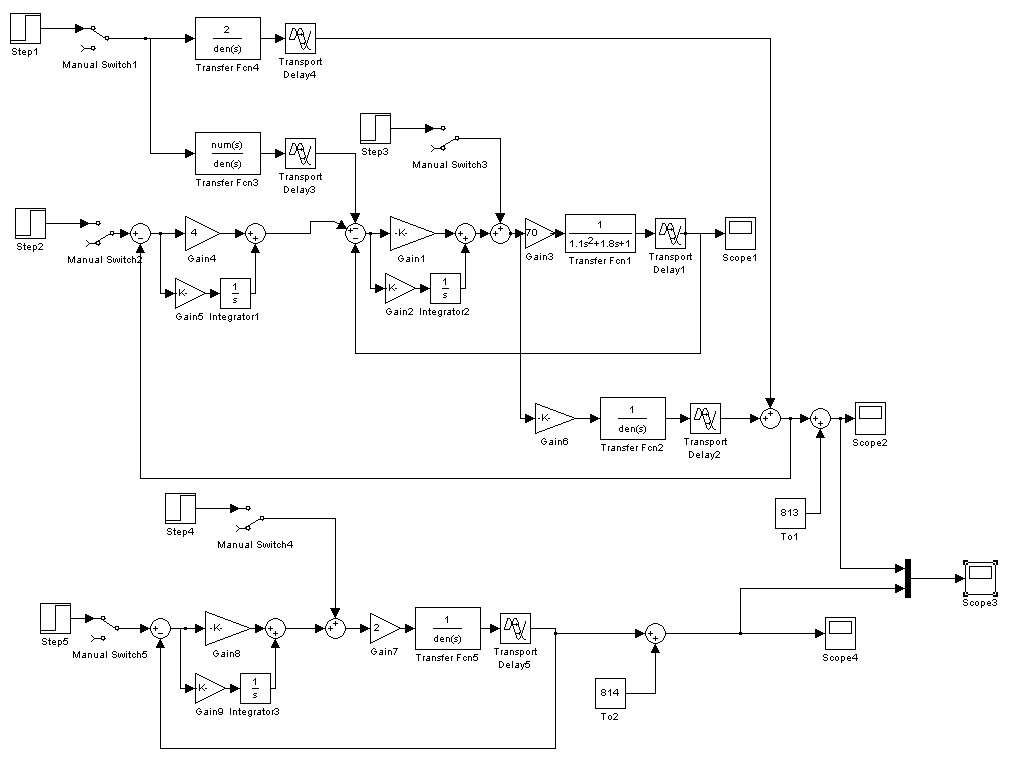 Step1
Manual Switch1
2
den(s)
Transfer Fcn4
Transport
Delay4
Step3
Manual Switch3
num(s)
den(s)
Transfer Fcn3
Transport
Delay3
Step2
Manual Switch2
4
Gain4
K-
Gain5
1
s
Integrator1
-K-
Gain1
K-
Gain2
1
s
Integrator2
70
Gain3
1
1.1s²+1.8s+1
Transfer Fcn1
Transport
Delay1
Scope1
-K-
Gain6
1
den(s)
Transfer Fcn2
Transport
Delay2
Scope2
813
To1
Step4
Manual Switch4
Scope3
Step5
Manual Switch5
-K-
Gain8
K-
Gain9
1
s
Integrator3
2
Gain7
1
den(s)
Transfer Fcn5
Transport
Delay5
814
To2
Scope4